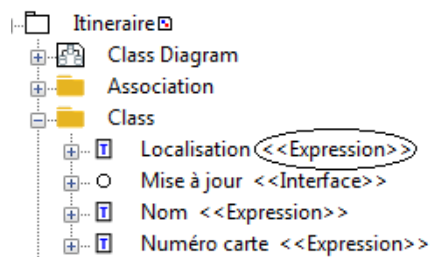 Itineraire
Class Diagram
Association
Class
T Localisation <<Expression>>
Mise à jour <<Interface>>
T Nom <<Expression>>
T Numéro carte <<Expression>>